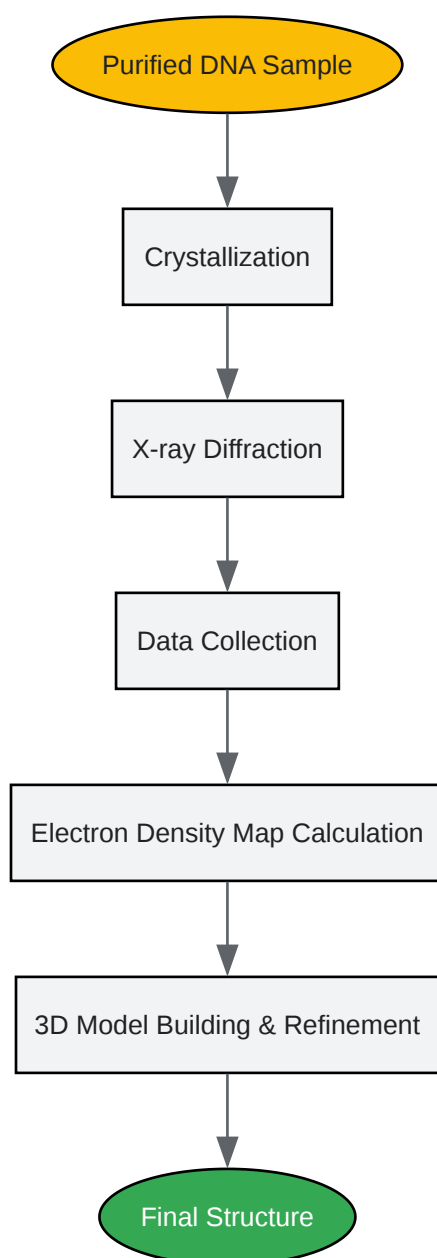 Purified DNA Sample
Crystallization
X-ray Diffraction
Data Collection
Electron Density Map Calculation
3D Model Building & Refinement
Final Structure